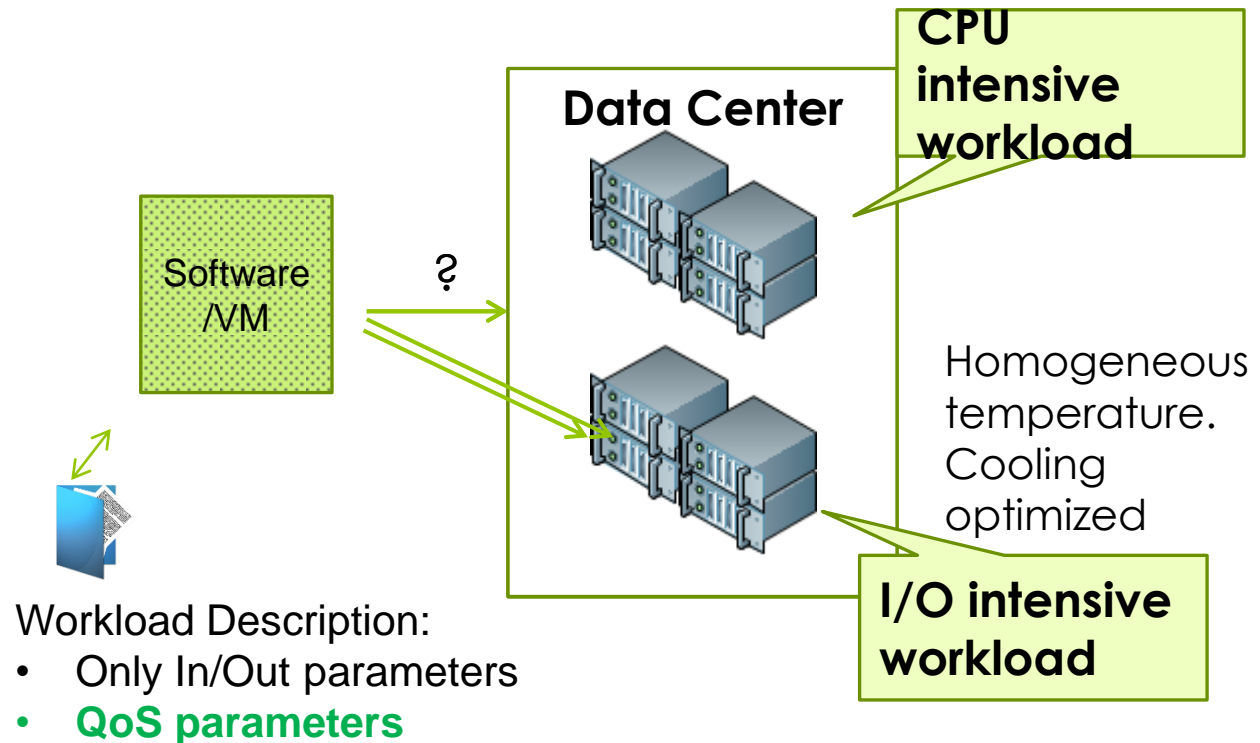 CPU
intensive
workload
Data Center
Software
/VM
?
Homogeneous
temperature.
Cooling
optimized
I/O intensive
workload
Workload Description:
• Only In/Out parameters
• QoS parameters